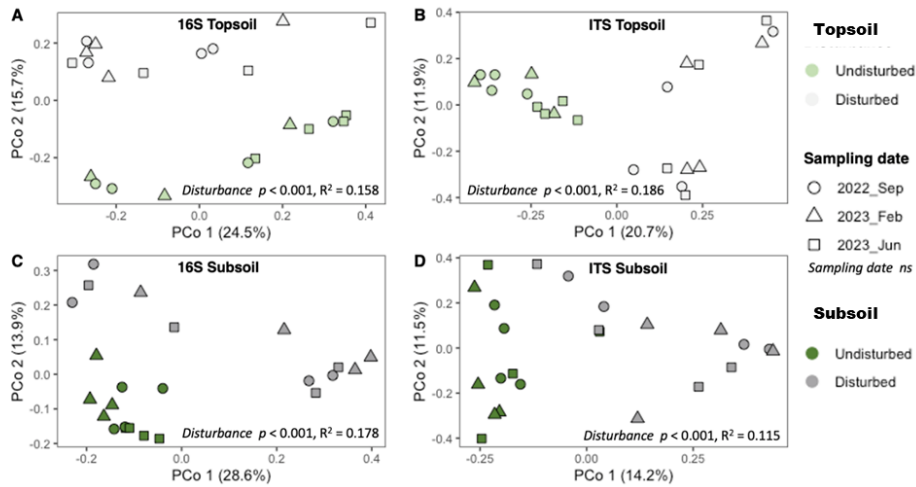 A
16S Topsoil
PCo 2 (15.7%)
0.2
0.0
-0.2
Disturbance p < 0.001, R² = 0.158
-0.2
0.0
0.2
0.4
PCo 1 (24.5%)
B
ITS Topsoil
PCo 2 (11.9%)
0.4
0.2
0.0
-0.2
-0.4
Disturbance p < 0.001, R² = 0.186
-0.25
0.00
0.25
PCo 1 (20.7%)
Topsoil
Undisturbed
Disturbed
Sampling date
2022_Sep
2023_Feb
2023_Jun
Sampling date ns
C
16S Subsoil
PCo 2 (13.9%)
0.3
0.2
0.1
0.0
-0.1
-0.2
Disturbance p < 0.001, R² = 0.178
-0.2
0.0
0.2
0.4
PCo 1 (28.6%)
D
ITS Subsoil
PCo 2 (11.5%)
0.4
0.2
0.0
-0.2
-0.4
Disturbance p < 0.001, R² = 0.115
-0.25
0.00
0.25
PCo 1 (14.2%)
Subsoil
Undisturbed
Disturbed